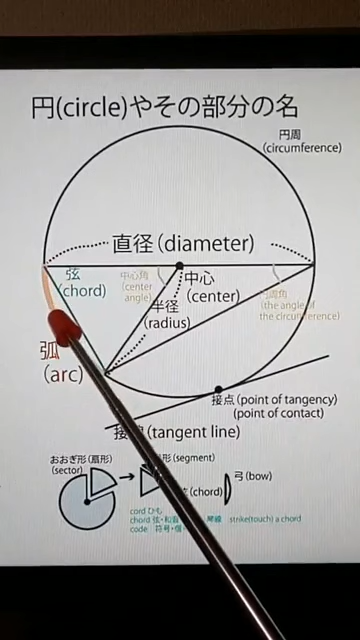 円(circle)やその部分の名
円周
(circumference)
直径(diameter)
弦
(chord)
中心角
(center
angle)
中心
(center)
半径
(radius)
円周角
(the angle of
the circumference)
弧
(arc)
接点(point of tangency)
(point of contact)
接線(tangent line)
おおぎ形(扇形)
(sector)
形(segment)
弓(bow)
弦(chord)
cord ひも
chord 弦・和音 琴線 strike(touch) a chord
code 符号・信